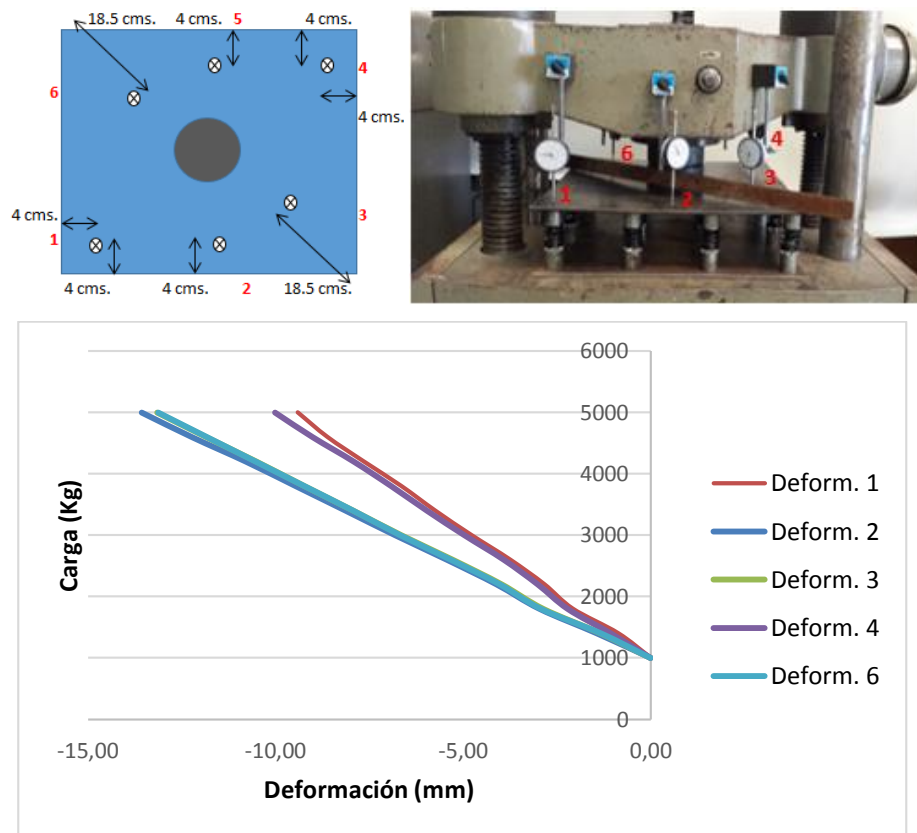 18.5 cms.
4 cms.
5
4 cms.
4
6
4 cms.
4 cms.
3
1
4 cms.
4 cms.
2
18.5 cms.
4
6
3
1
2
6000
5000
4000
3000
2000
1000
0
Carga (Kg)
-15,00
-10,00
-5,00
0,00
Deformación (mm)
Deform. 1
Deform. 2
Deform. 3
Deform. 4
Deform. 6